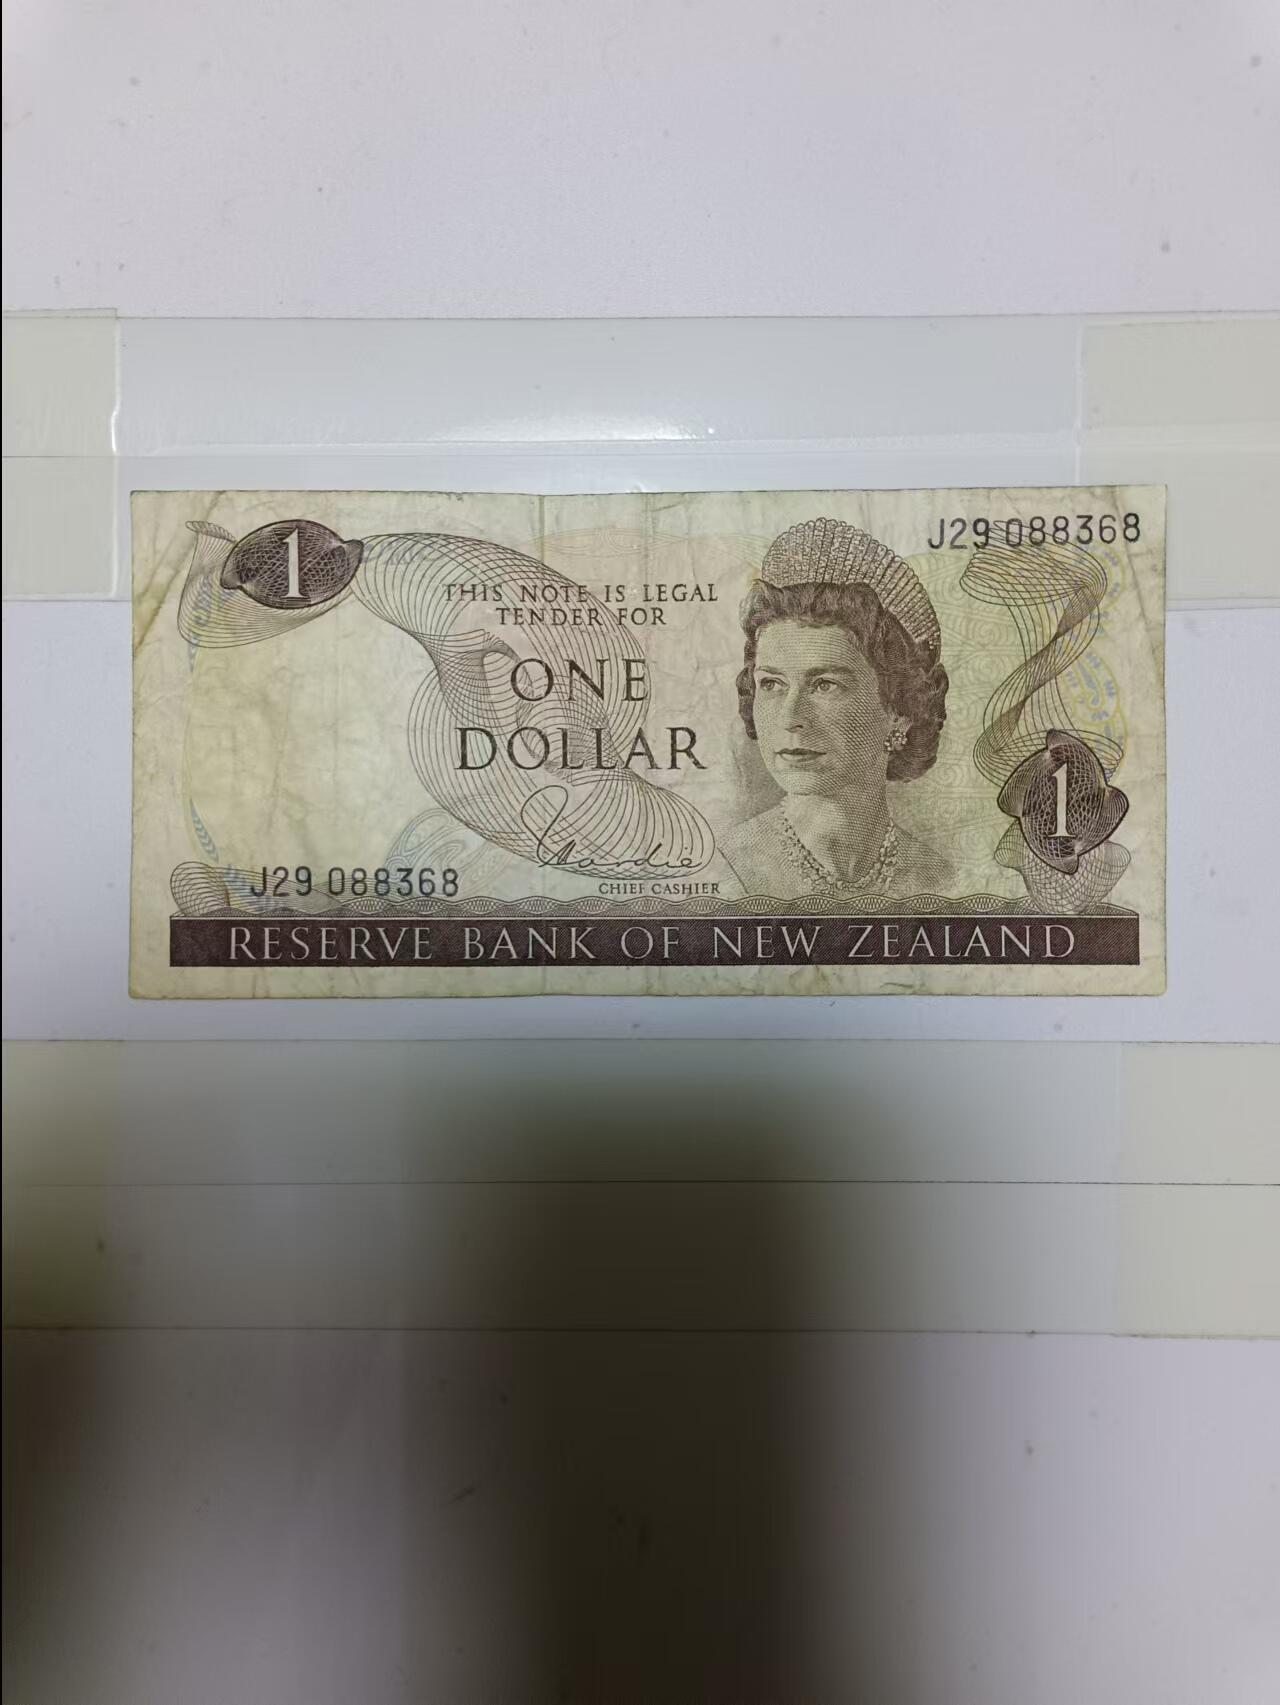 1
J29 088368
THIS NOTE IS LEGAL
TENDER FOR
ONE
DOLLAR
1
Hardie
J29 088368
CHIEF CASHIER
RESERVE BANK OF NEW ZEALAND